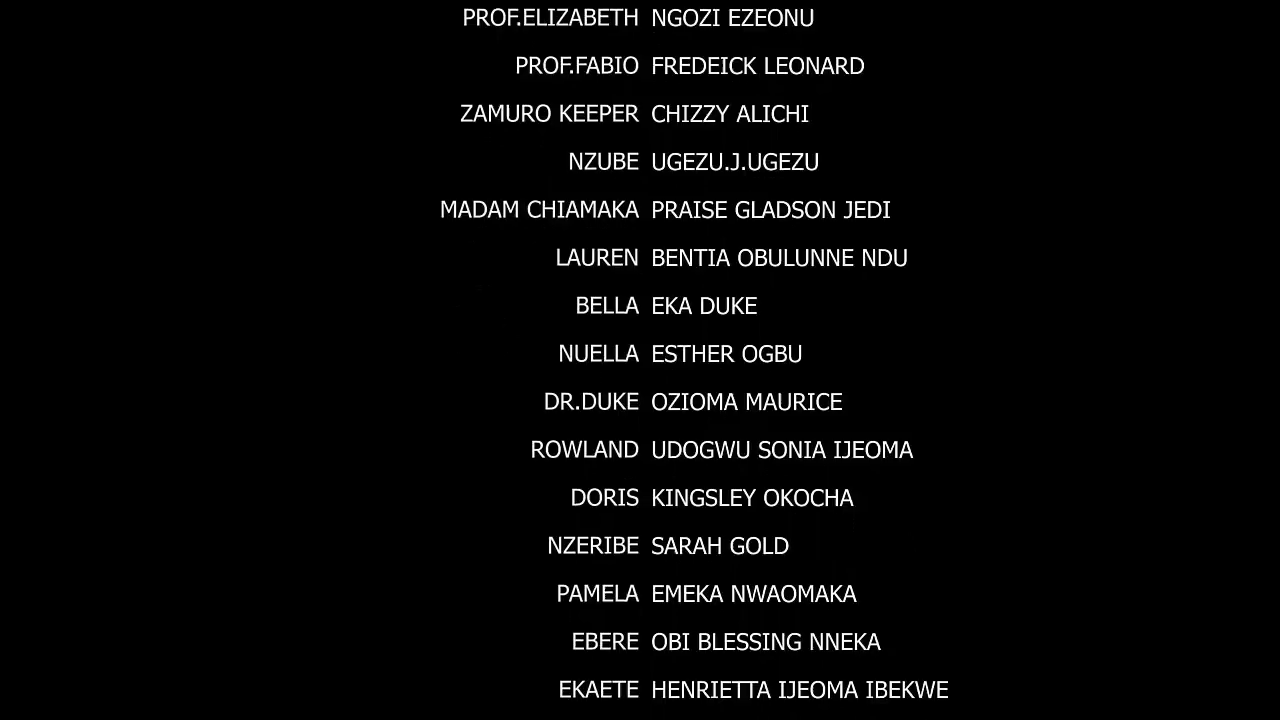 PROF.ELIZABETH NGOZI EZEONU
PROF.FABIO FREDEICK LEONARD
ZAMURO KEEPER CHIZZY ALICHI
NZUBE UGEZU.J.UGEZU
MADAM CHIAMAKA PRAISE GLADSON JEDI
LAUREN BENTIA OBULUNNE NDU
BELLA EKA DUKE
NUELLA ESTHER OGBU
DR.DUKE OZIOMA MAURICE
ROWLAND UDOGWU SONIA IJEOMA
DORIS KINGSLEY OKOCHA
NZERIBE SARAH GOLD
PAMELA EMEKA NWAOMAKA
EBERE OBI BLESSING NNEKA
EKAETE HENRIETTA IJEOMA IBEKWE